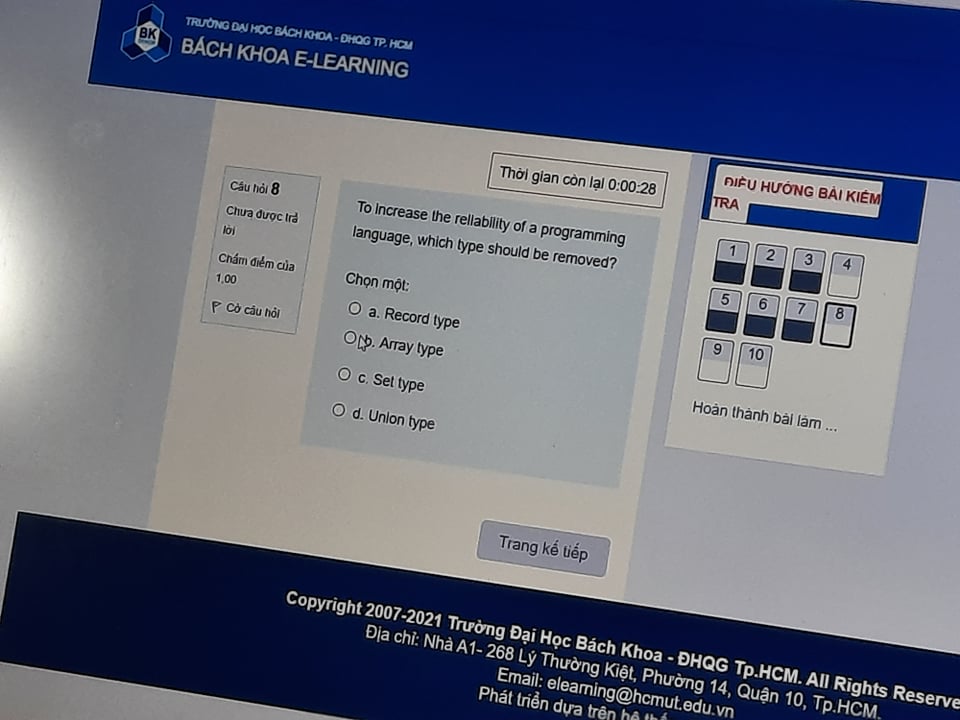 BK
TRƯỜNG ĐẠI HỌC BÁCH KHOA - ĐHQG TP. HCM
BÁCH KHOA E-LEARNING
Thời gian còn lại 0:00:28
Câu hỏi 8
Chưa được trả
lời
Chấm điểm của
1,00
Cờ câu hỏi
To increase the reliability of a programming
language, which type should be removed?
Chọn một:
a. Record type
b. Array type
c. Set type
d. Union type
Trang kế tiếp
ĐIỀU HƯỚNG BÀI KIỂM
TRA
1 2 3 4
5 6 7 8
9 10
Hoàn thành bài làm ...
Copyright 2007-2021 Trường Đại Học Bách Khoa - ĐHQG Tp.HCM. All Rights Reserve
Địa chỉ: Nhà A1- 268 Lý Thường Kiệt, Phường 14, Quận 10, Tp.HCM.
Email: elearning@hcmut.edu.vn
Phát triển dựa trên hệ